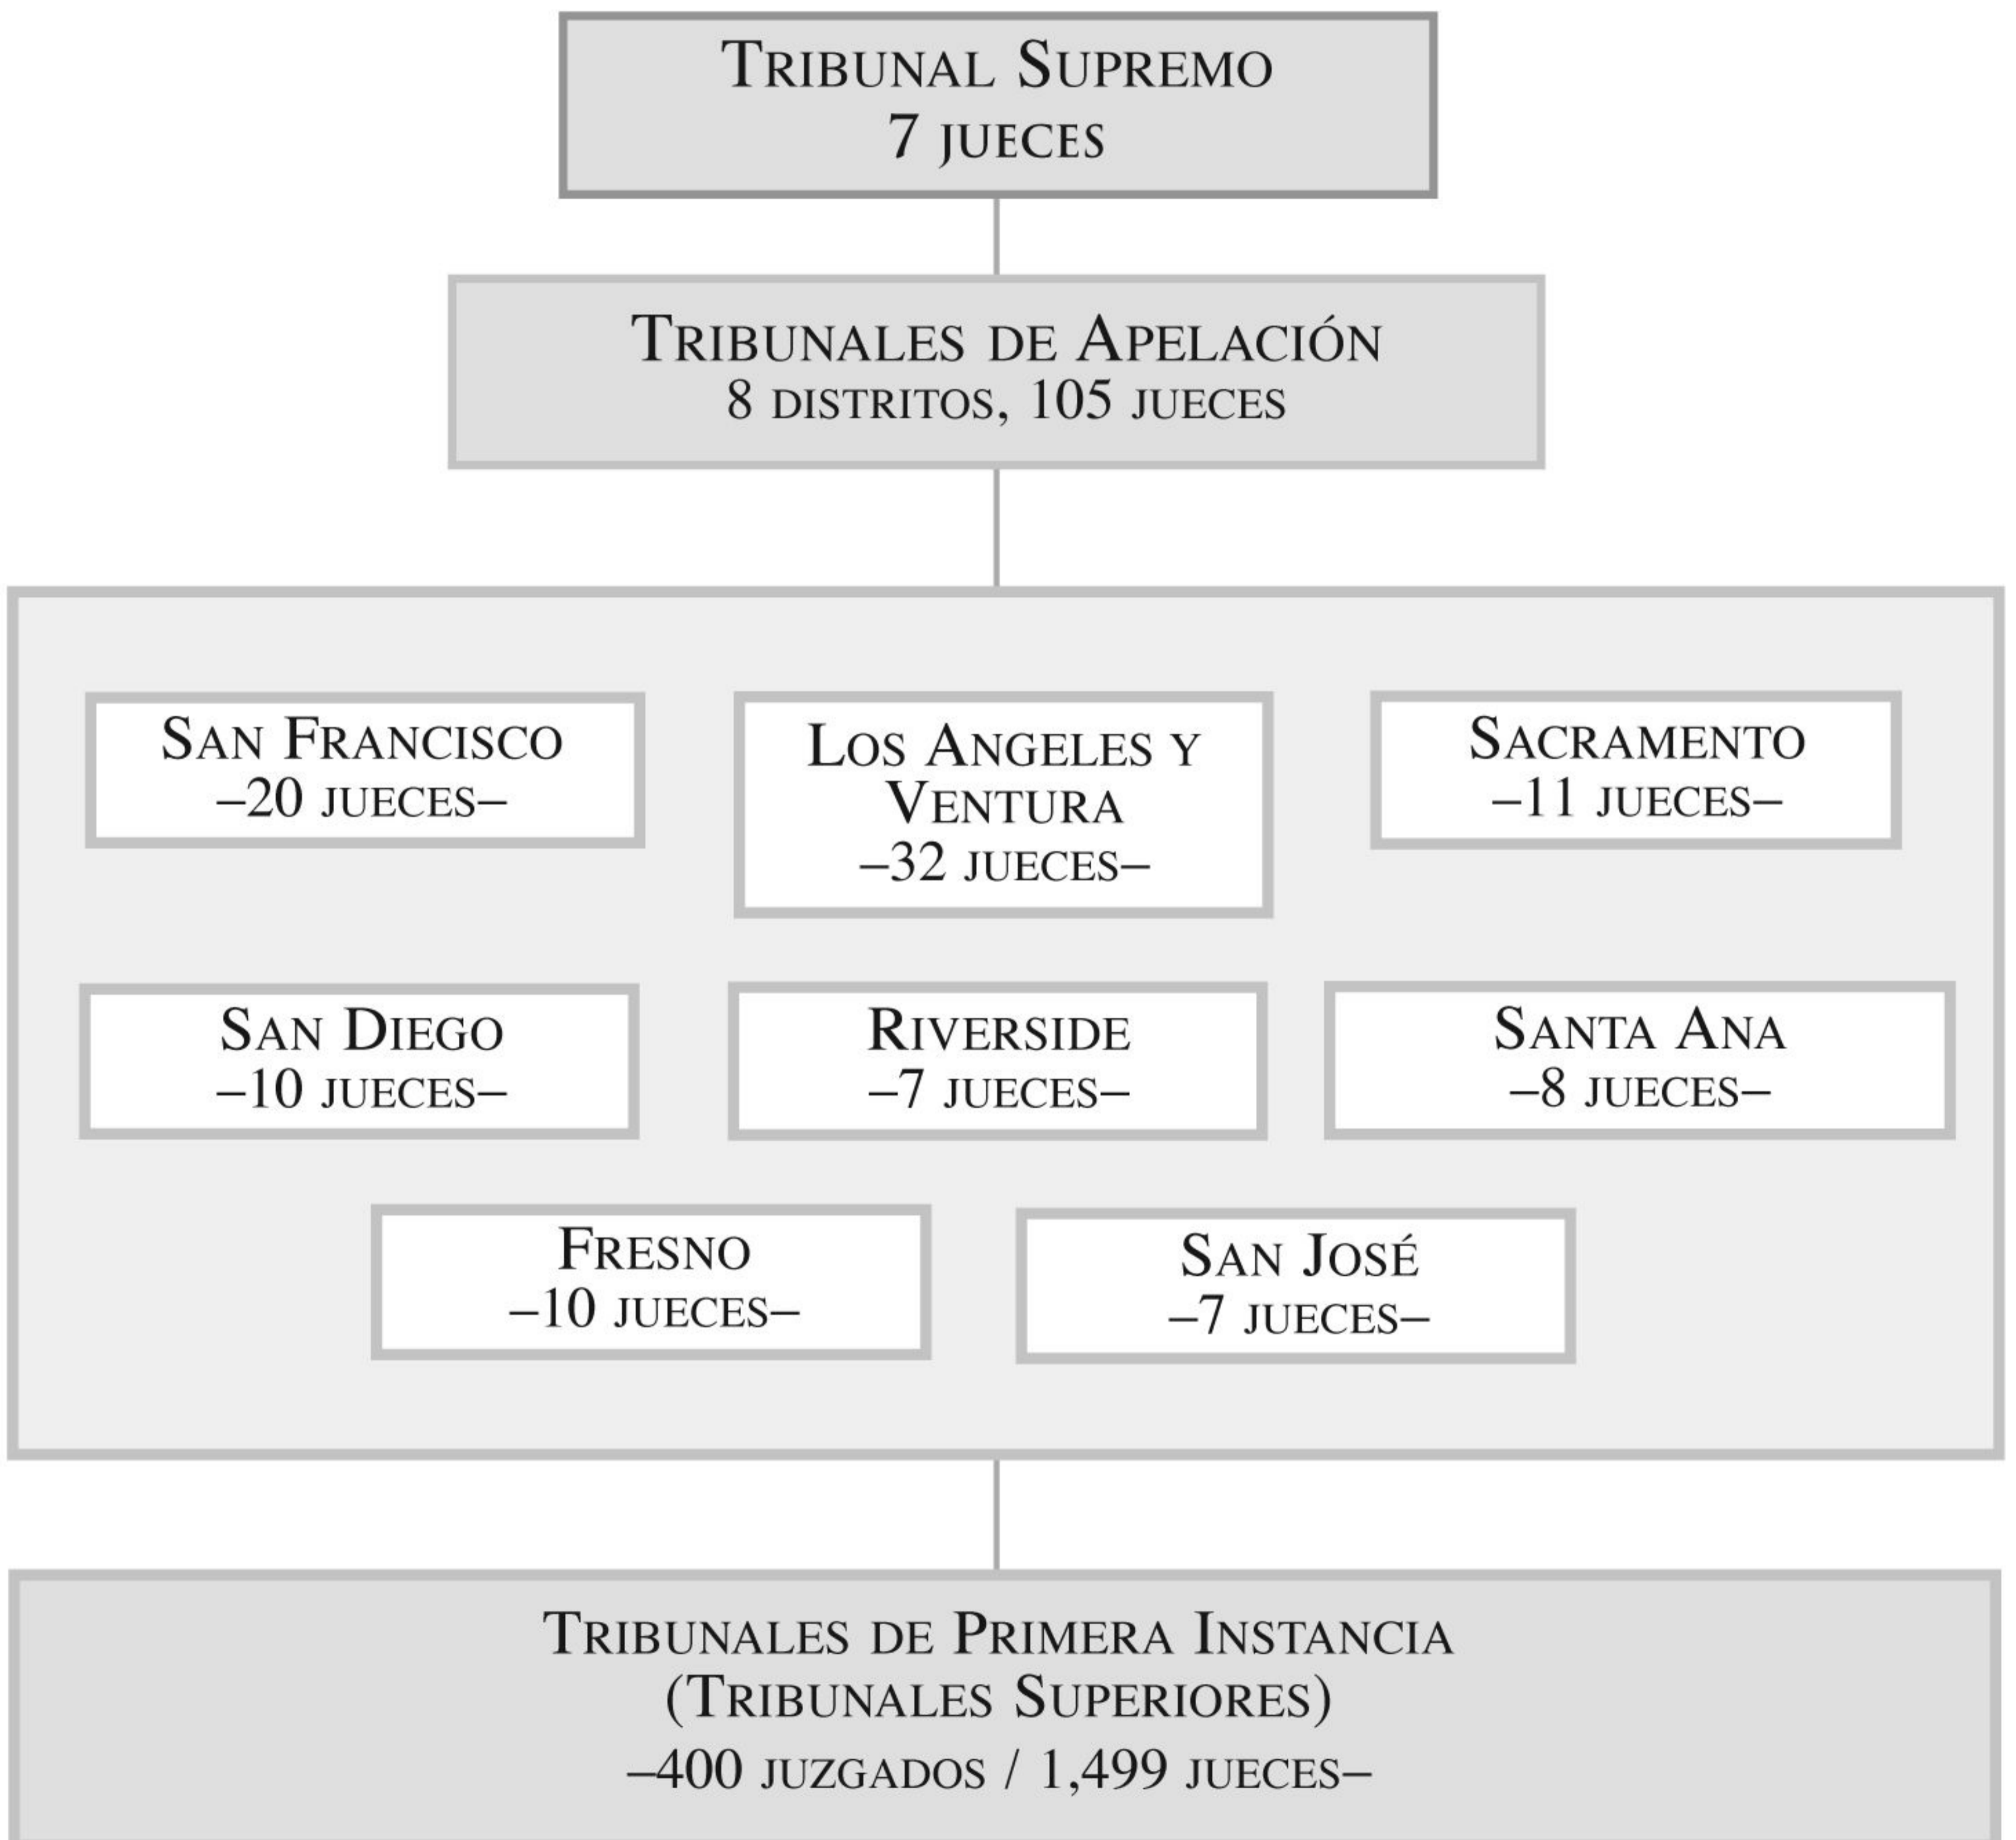 Tribunal Supremo
7 jueces
Tribunales de Apelación
8 distritos, 105 jueces
San Francisco
–20 jueces–
Los Angeles y
Ventura
–32 jueces–
Sacramento
–11 jueces–
San Diego
–10 jueces–
Riverside
–7 jueces–
Santa Ana
–8 jueces–
Fresno
–10 jueces–
San José
–7 jueces–
Tribunales de Primera Instancia
(Tribunales Superiores)
–400 juzgados / 1,499 jueces–